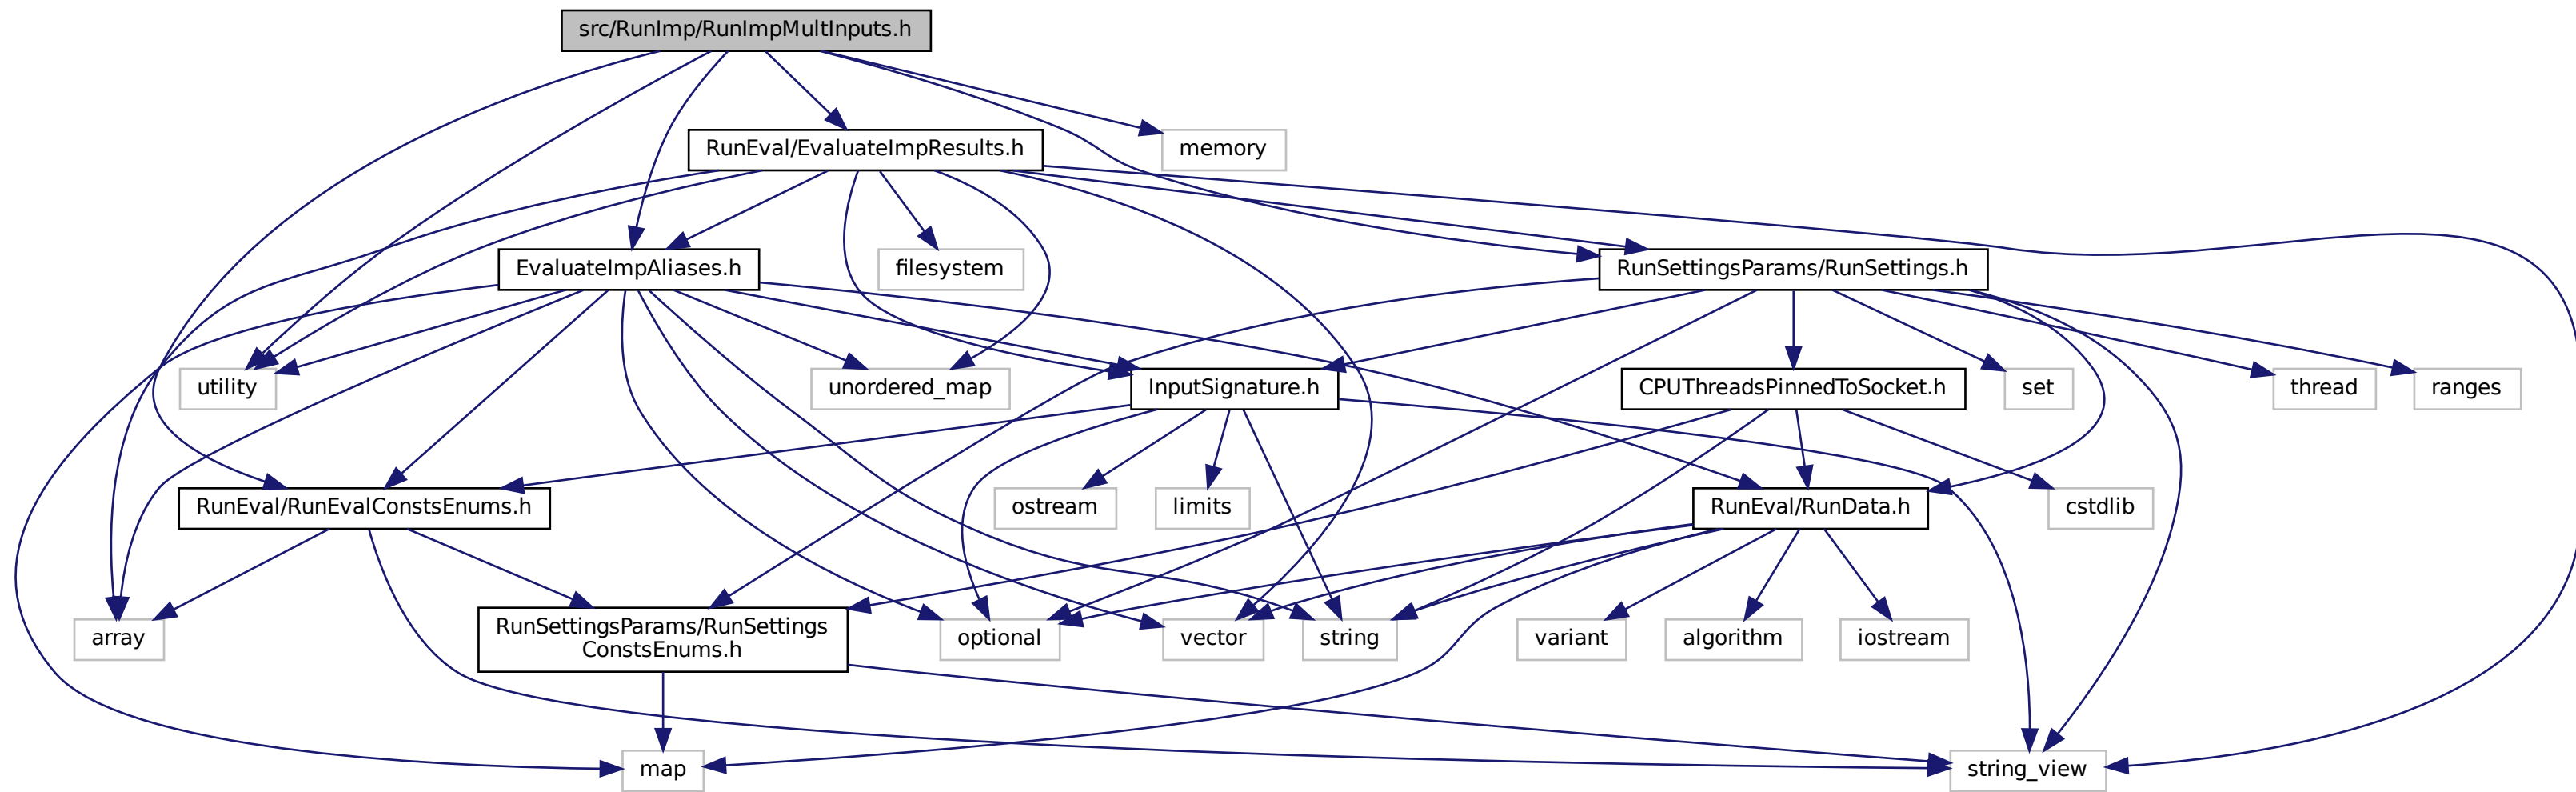 src/RunImp/RunImpMultInputs.h
RunEval/EvaluateImpResults.h
memory
EvaluateImpAliases.h
filesystem
RunSettingsParams/RunSettings.h
utility
unordered_map
InputSignature.h
CPUThreadsPinnedToSocket.h
set
thread
ranges
RunEval/RunEvalConstsEnums.h
ostream
limits
RunEval/RunData.h
cstdlib
array
RunSettingsParams/RunSettings
ConstsEnums.h
optional
vector
string
variant
algorithm
iostream
map
string_view